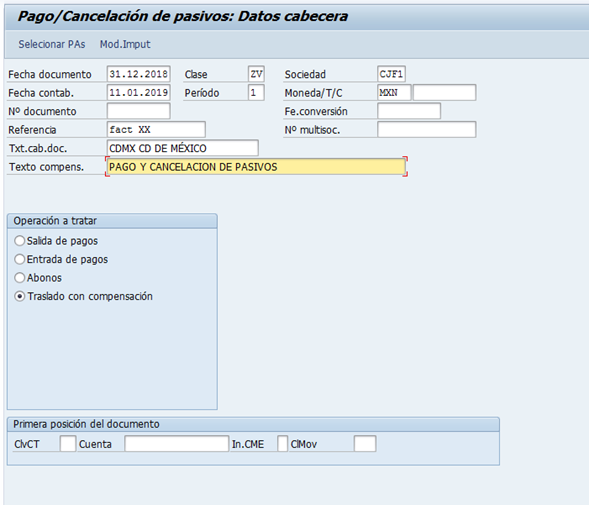 Pago/Cancelación de pasivos: Datos cabecera
Selecionar PAs Mod.Imput
Fecha documento 31.12.2018 Clase ZV Sociedad CJF1
Fecha contab. 11.01.2019 Período 1 Moneda/T/C MXN
Nº documento Fe.conversión
Referencia fact XX Nº multisoc.
Txt.cab.doc. CDMX CD DE MÉXICO
Texto compens. PAGO Y CANCELACION DE PASIVOS
Operación a tratar
Salida de pagos
Entrada de pagos
Abonos
Traslado con compensación
Primera posición del documento
ClvCT Cuenta In.CME ClMov